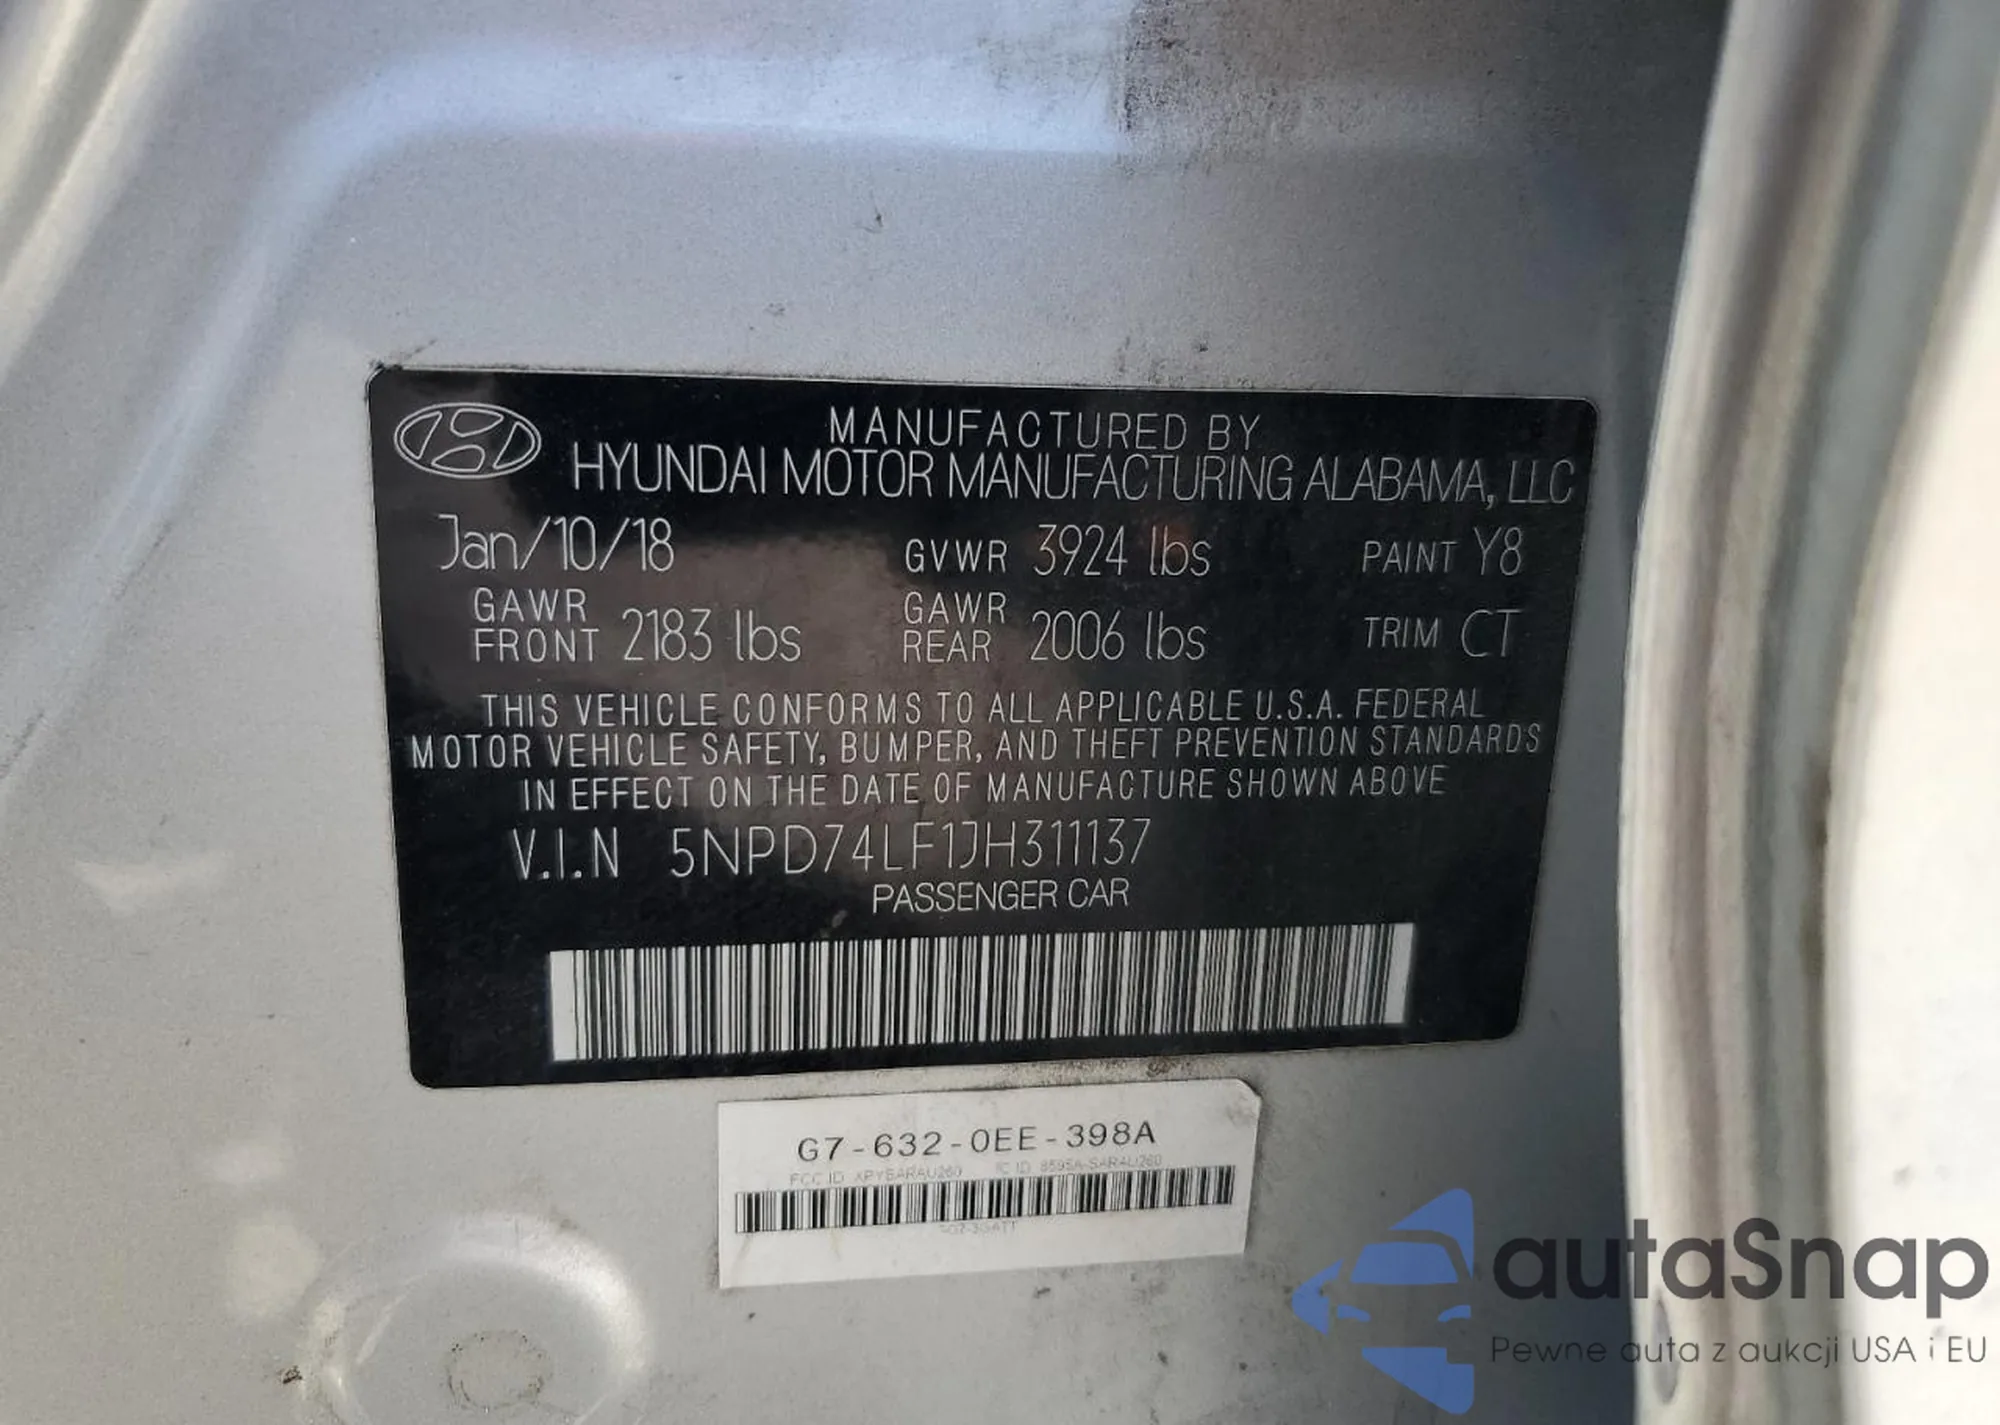 MANUFACTURED BY
HYUNDAI MOTOR MANUFACTURING ALABAMA, LLC
Jan/10/18 GVWR 3924 lbs PAINT Y8
GAWR FRONT 2183 lbs GAWR REAR 2006 lbs TRIM CT
THIS VEHICLE CONFORMS TO ALL APPLICABLE U.S.A. FEDERAL
MOTOR VEHICLE SAFETY, BUMPER, AND THEFT PREVENTION STANDARDS
IN EFFECT ON THE DATE OF MANUFACTURE SHOWN ABOVE
V.I.N 5NPD74LF1JH311137
PASSENGER CAR
G7-632-0EE-398A
FCC ID
autaSnap
Pewne auta z aukcji USA i EU